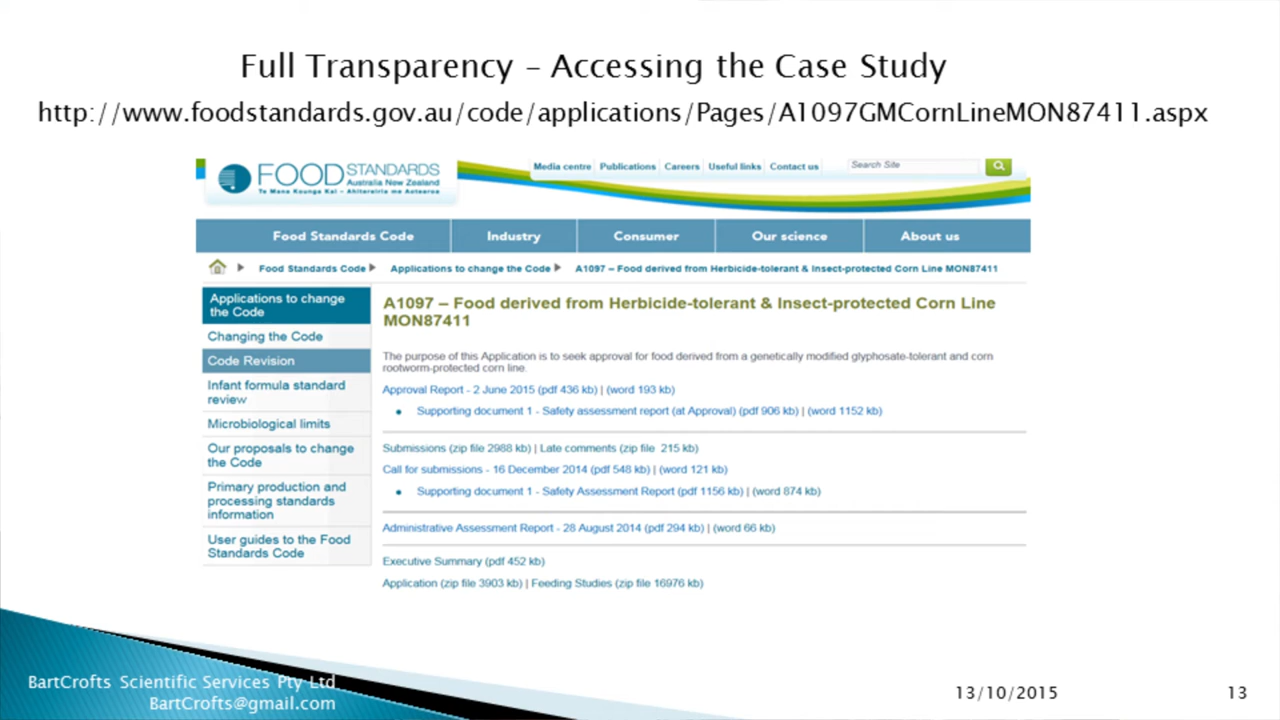 Full Transparency – Accessing the Case Study
http://www.foodstandards.gov.au/code/applications/Pages/A1097GMCornLineMON87411.aspx
FOOD STANDARDS
Australia New Zealand
Te Mana Kounga Kai – Ahitereiria me Aotearoa
Media centre Publications Careers Useful links Contact us Search Site
Food Standards Code Industry Consumer Our science About us
Food Standards Code Applications to change the Code A1097 – Food derived from Herbicide-tolerant & Insect-protected Corn Line MON87411
Applications to change
the Code
Changing the Code
Code Revision
Infant formula standard
review
Microbiological limits
Our proposals to change
the Code
Primary production and
processing standards
information
User guides to the Food
Standards Code
A1097 – Food derived from Herbicide-tolerant & Insect-protected Corn Line
MON87411
The purpose of this Application is to seek approval for food derived from a genetically modified glyphosate-tolerant and corn
rootworm-protected corn line.
Approval Report - 2 June 2015 (pdf 436 kb) | (word 193 kb)
• Supporting document 1 - Safety assessment report (at Approval) (pdf 906 kb) | (word 1152 kb)
Submissions (zip file 2988 kb) | Late comments (zip file 215 kb)
Call for submissions - 16 December 2014 (pdf 548 kb) | (word 121 kb)
• Supporting document 1 - Safety Assessment Report (pdf 1156 kb) | (word 874 kb)
Administrative Assessment Report - 28 August 2014 (pdf 294 kb) | (word 66 kb)
Executive Summary (pdf 452 kb)
Application (zip file 3903 kb) | Feeding Studies (zip file 16976 kb)
BartCrofts Scientific Services Pty Ltd
BartCrofts@gmail.com
13/10/2015
13